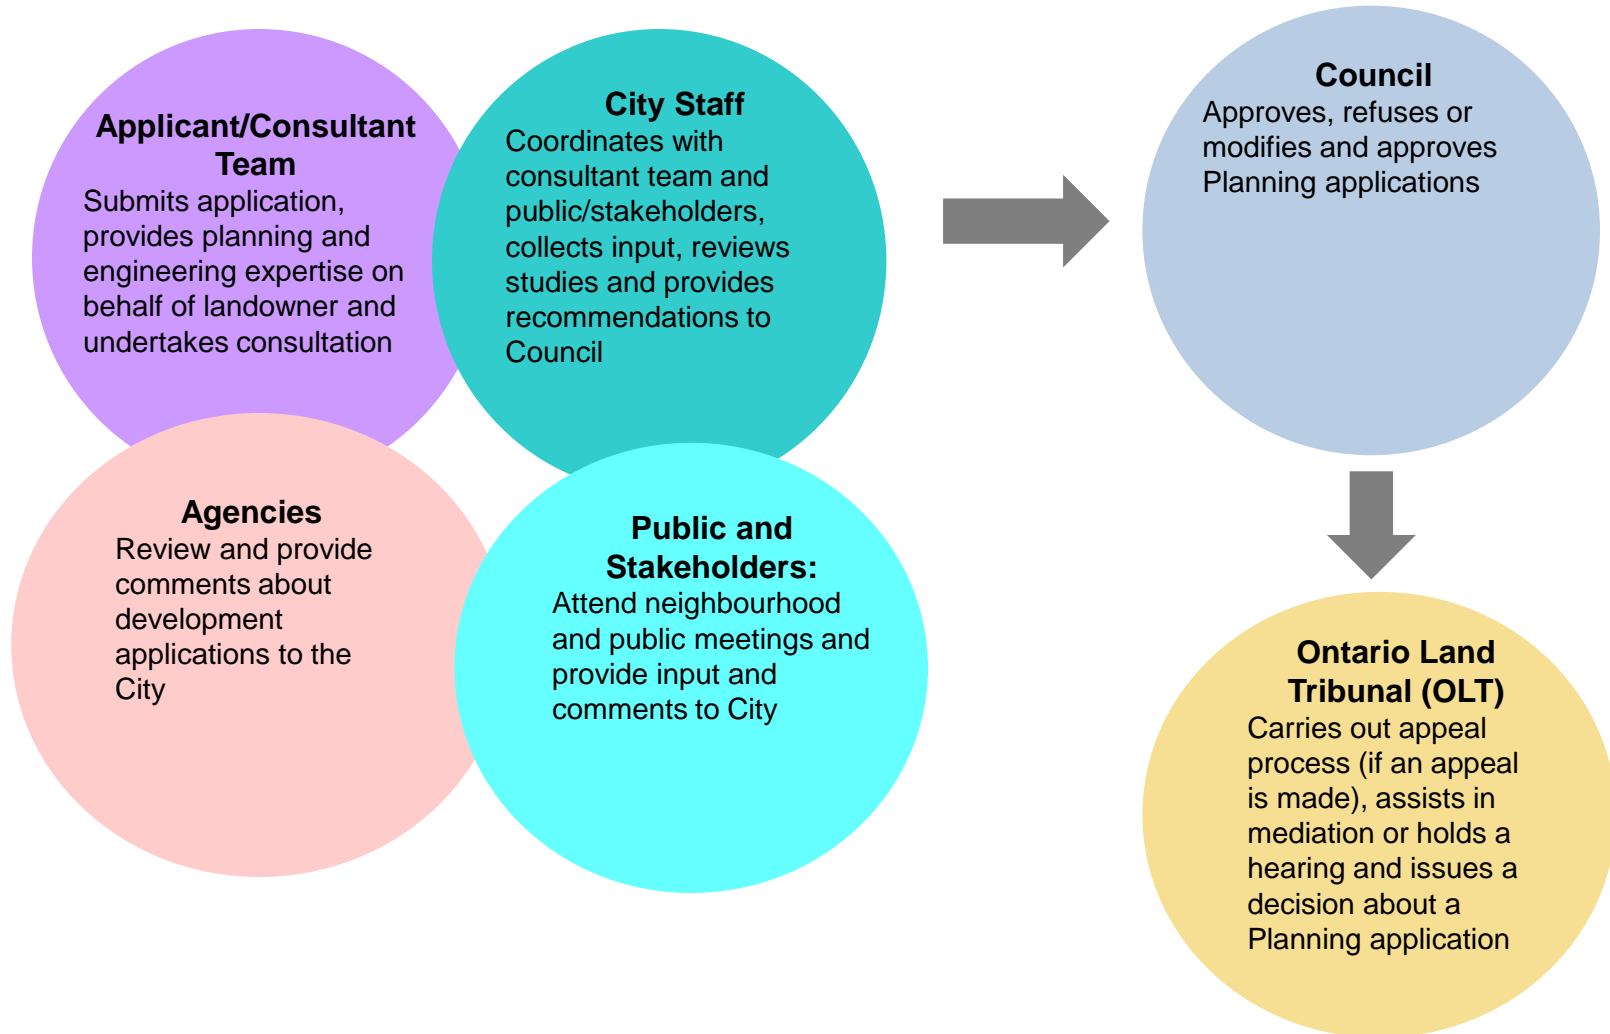 Applicant/Consultant
Team
Submits application,
provides planning and
engineering expertise on
behalf of landowner and
undertakes consultation
City Staff
Coordinates with
consultant team and
public/stakeholders,
collects input, reviews
studies and provides
recommendations to
Council
Agencies
Review and provide
comments about
development
applications to the
City
Public and
Stakeholders:
Attend neighbourhood
and public meetings and
provide input and
comments to City
Council
Approves, refuses or
modifies and approves
Planning applications
Ontario Land
Tribunal (OLT)
Carries out appeal
process (if an appeal
is made), assists in
mediation or holds a
hearing and issues a
decision about a
Planning application